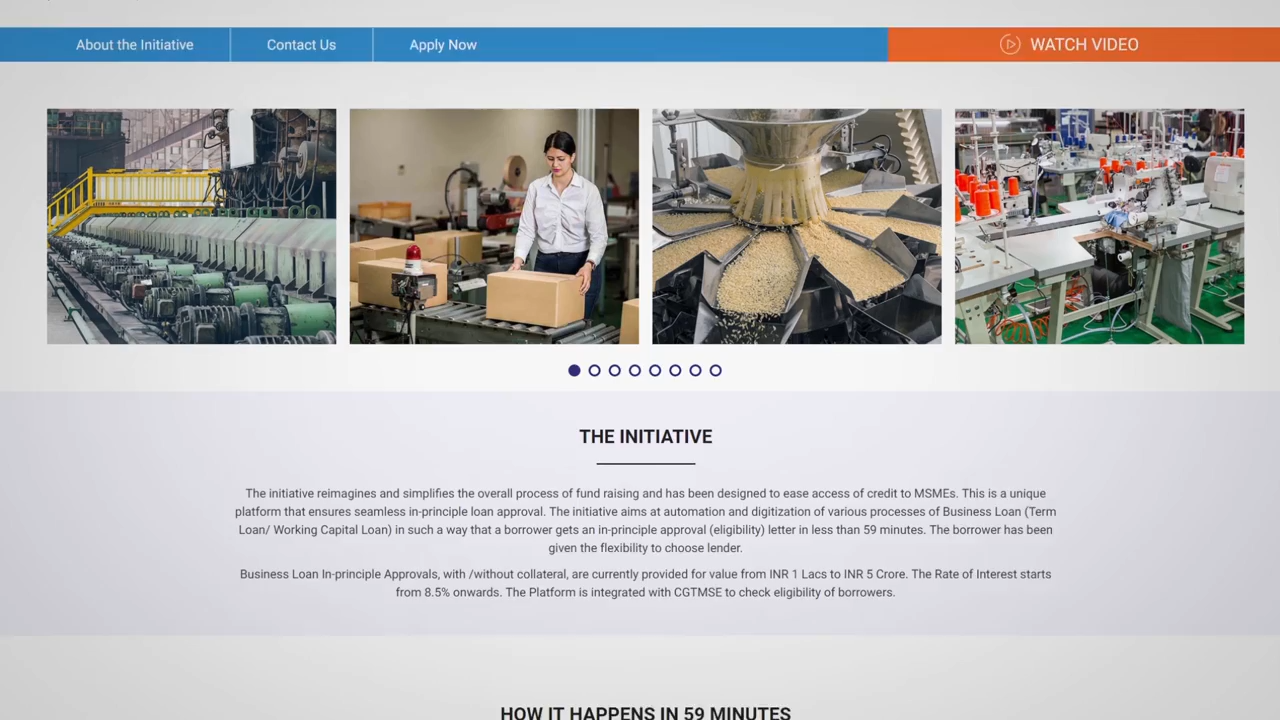 About the Initiative
Contact Us
Apply Now
WATCH VIDEO
THE INITIATIVE
The initiative reimagines and simplifies the overall process of fund raising and has been designed to ease access of credit to MSMEs. This is a unique
platform that ensures seamless in-principle loan approval. The initiative aims at automation and digitization of various processes of Business Loan (Term
Loan/ Working Capital Loan) in such a way that a borrower gets an in-principle approval (eligibility) letter in less than 59 minutes. The borrower has been
given the flexibility to choose lender.
Business Loan In-principle Approvals, with /without collateral, are currently provided for value from INR 1 Lacs to INR 5 Crore. The Rate of Interest starts
from 8.5% onwards. The Platform is integrated with CGTMSE to check eligibility of borrowers.
HOW IT HAPPENS IN 59 MINUTES